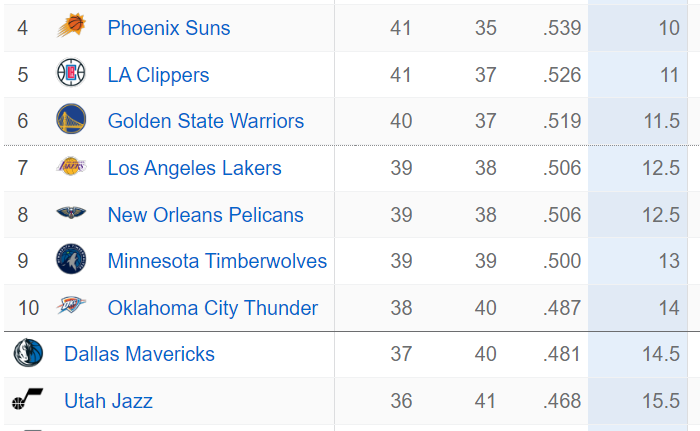 4 Phoenix Suns 41 35 .539 10
5 LA Clippers 41 37 .526 11
6 Golden State Warriors 40 37 .519 11.5
7 Los Angeles Lakers 39 38 .506 12.5
8 New Orleans Pelicans 39 38 .506 12.5
9 Minnesota Timberwolves 39 39 .500 13
10 Oklahoma City Thunder 38 40 .487 14
Dallas Mavericks 37 40 .481 14.5
Utah Jazz 36 41 .468 15.5